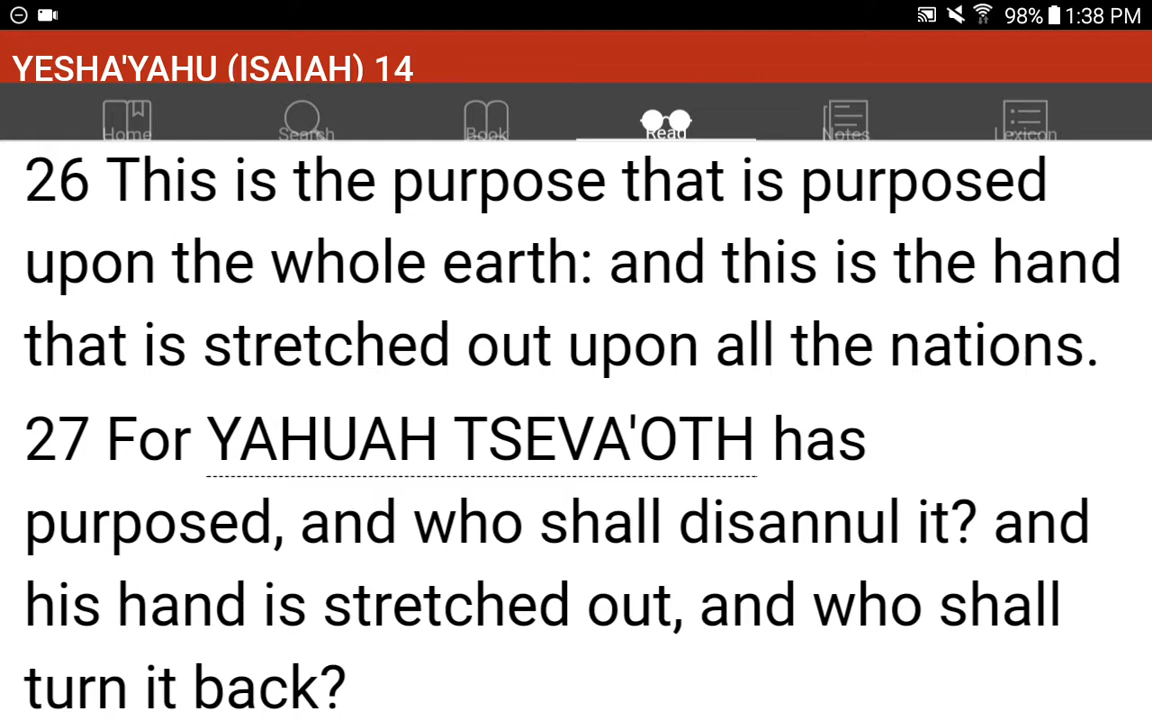 98% 1:38 PM
YESHA'YAHU (ISAIAH) 14
Home Search Book Read Notes Lexicon
26 This is the purpose that is purposed
upon the whole earth: and this is the hand
that is stretched out upon all the nations.
27 For YAHUAH TSEVA'OTH has
purposed, and who shall disannul it? and
his hand is stretched out, and who shall
turn it back?